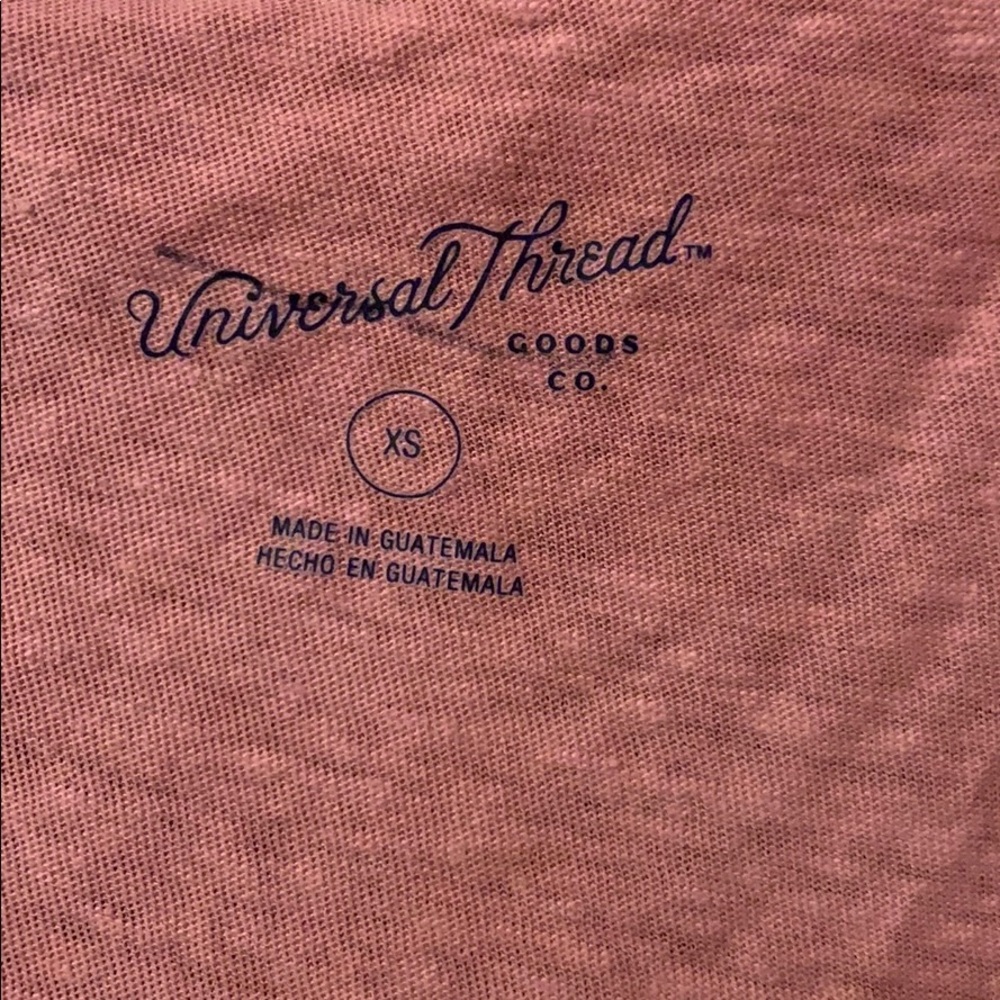 Universal Thread™
GOODS
CO.
XS
MADE IN GUATEMALA
HECHO EN GUATEMALA